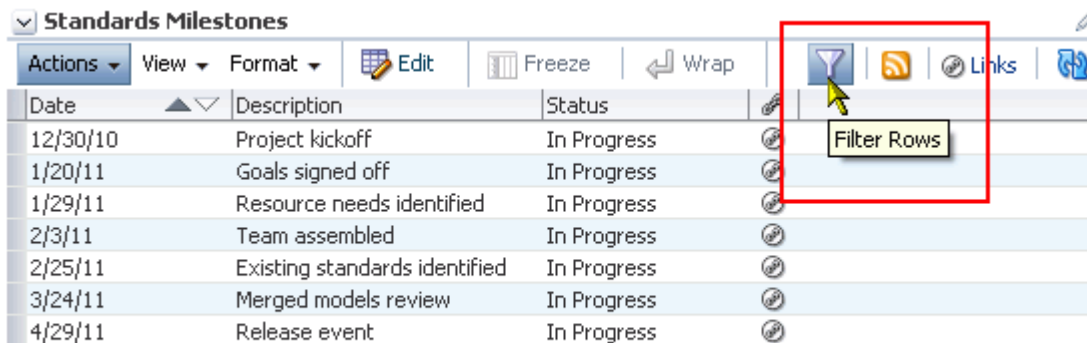 Standards Milestones
Actions View Format Edit Freeze Wrap Links
Date Description Status
12/30/10 Project kickoff In Progress
Filter Rows
1/20/11 Goals signed off In Progress
1/29/11 Resource needs identified In Progress
2/3/11 Team assembled In Progress
2/25/11 Existing standards identified In Progress
3/24/11 Merged models review In Progress
4/29/11 Release event In Progress